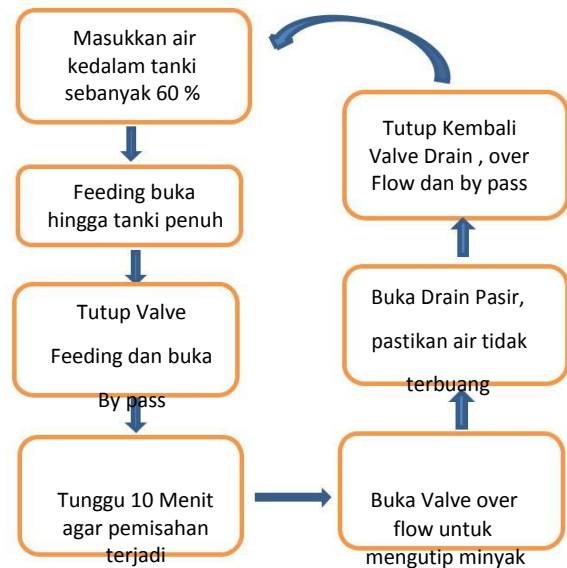 Masukkan air
kedalam tanki
sebanyak 60 %
Feeding buka
hingga tanki penuh
Tutup Valve
Feeding dan buka
By pass
Tunggu 10 Menit
agar pemisahan
terjadi
Buka Valve over
flow untuk
mengutip minyak
Buka Drain Pasir,
pastikan air tidak
terbuang
Tutup Kembali
Valve Drain , over
Flow dan by pass